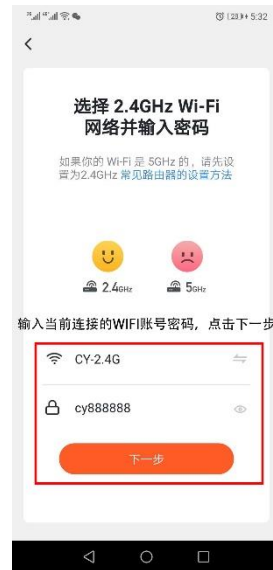 5:32
选择 2.4GHz Wi-Fi
网络并输入密码
如果你的 Wi-Fi 是 5GHz 的，请先设
置为2.4GHz 常见路由器的设置方法
2.4GHz 5GHz
输入当前连接的WIFI账号密码，点击下一步
CY-2.4G
cy888888
下一步